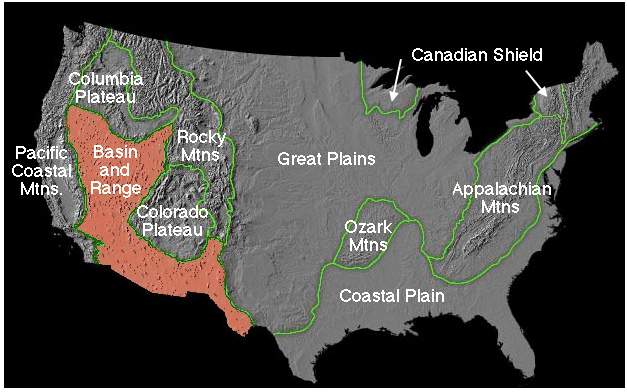 Canadian Shield
Columbia
Plateau
Rocky
Mtns
Pacific
Coastal
Mtns.
Basin
and
Range
Great Plains
Appalachian
Mtns
Colorado
Plateau
Ozark
Mtns
Coastal Plain